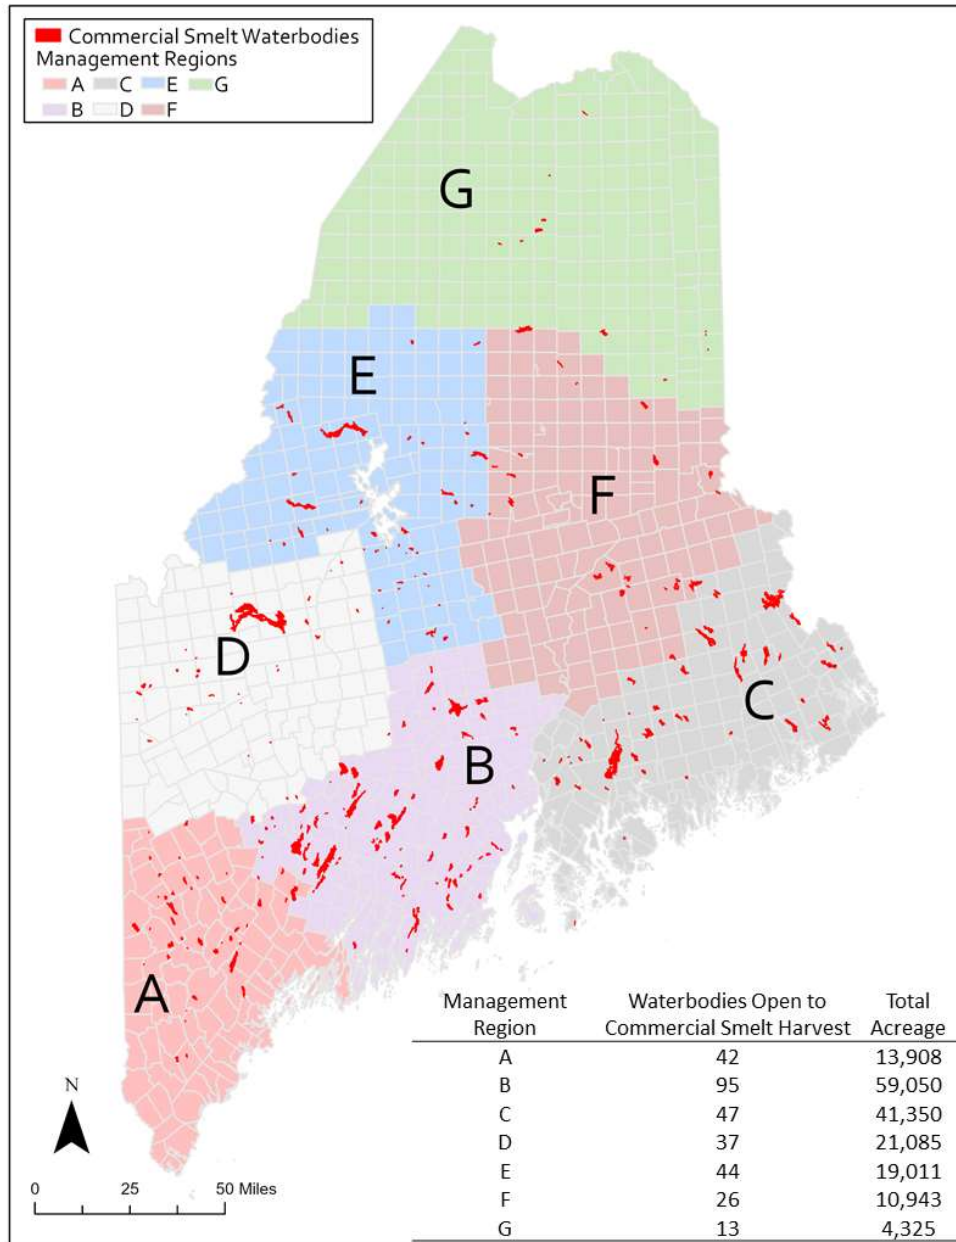 Commercial Smelt Waterbodies
Management Regions
A C E G
B D F
G
E
F
D
C
B
A
N
0 25 50 Miles
Management Region Waterbodies Open to Commercial Smelt Harvest Total Acreage
A 42 13,908
B 95 59,050
C 47 41,350
D 37 21,085
E 44 19,011
F 26 10,943
G 13 4,325